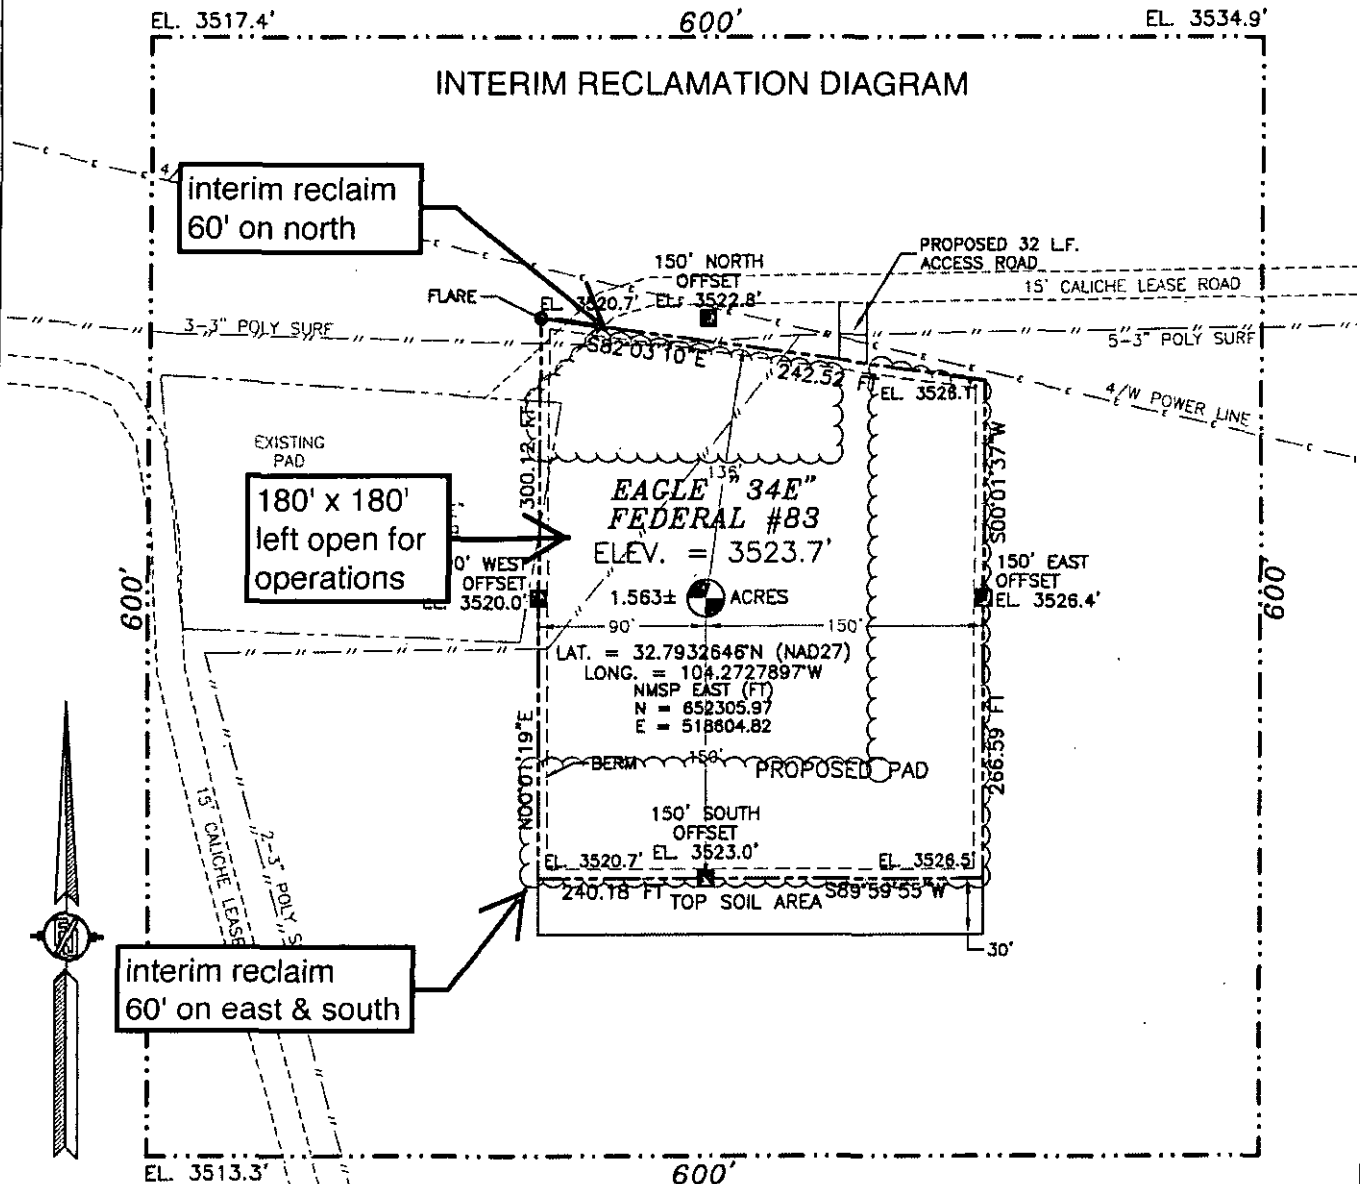 EL. 3517.4'
600'
EL. 3534.9'
INTERIM RECLAMATION DIAGRAM
interim reclaim
60' on north
150' NORTH
OFFSET
EL. 3522.8'
PROPOSED 32 L.F.
ACCESS ROAD
FLARE
EL. 3520.7'
15' CALICHE LEASE ROAD
3-3" POLY SURF
5-3" POLY SURF
S82°03'10"E
242.52 FT
EL. 3526.1'
4/W POWER LINE
EXISTING
PAD
300.12 FT
S00°01'37"W
136'
180' x 180'
left open for
operations
EAGLE "34E"
FEDERAL #83
ELEV. = 3523.7'
WEST
OFFSET
EL. 3520.0'
150' EAST
OFFSET
EL. 3526.4'
600'
600'
1.563± ACRES
90'
150'
LAT. = 32.7932646°N (NAD27)
LONG. = 104.2727897°W
NMSP EAST (FT)
N = 652305.97
E = 518604.82
N00°01'19"E
266.59 FT
BERM
150'
PROPOSED PAD
15' CALICHE LEASE
2-3" POLY S
150' SOUTH
OFFSET
EL. 3523.0'
EL. 3520.7'
EL. 3526.5'
240.18 FT
S89°59'55"W
TOP SOIL AREA
30'
interim reclaim
60' on east & south
EL. 3513.3'
600'